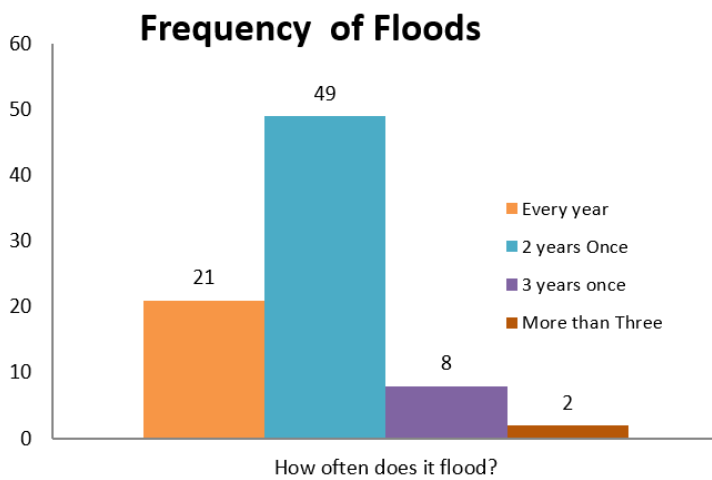 Frequency of Floods
60
50
40
30
20
10
0
21
49
8
2
Every year
2 years Once
3 years once
More than Three
How often does it flood?